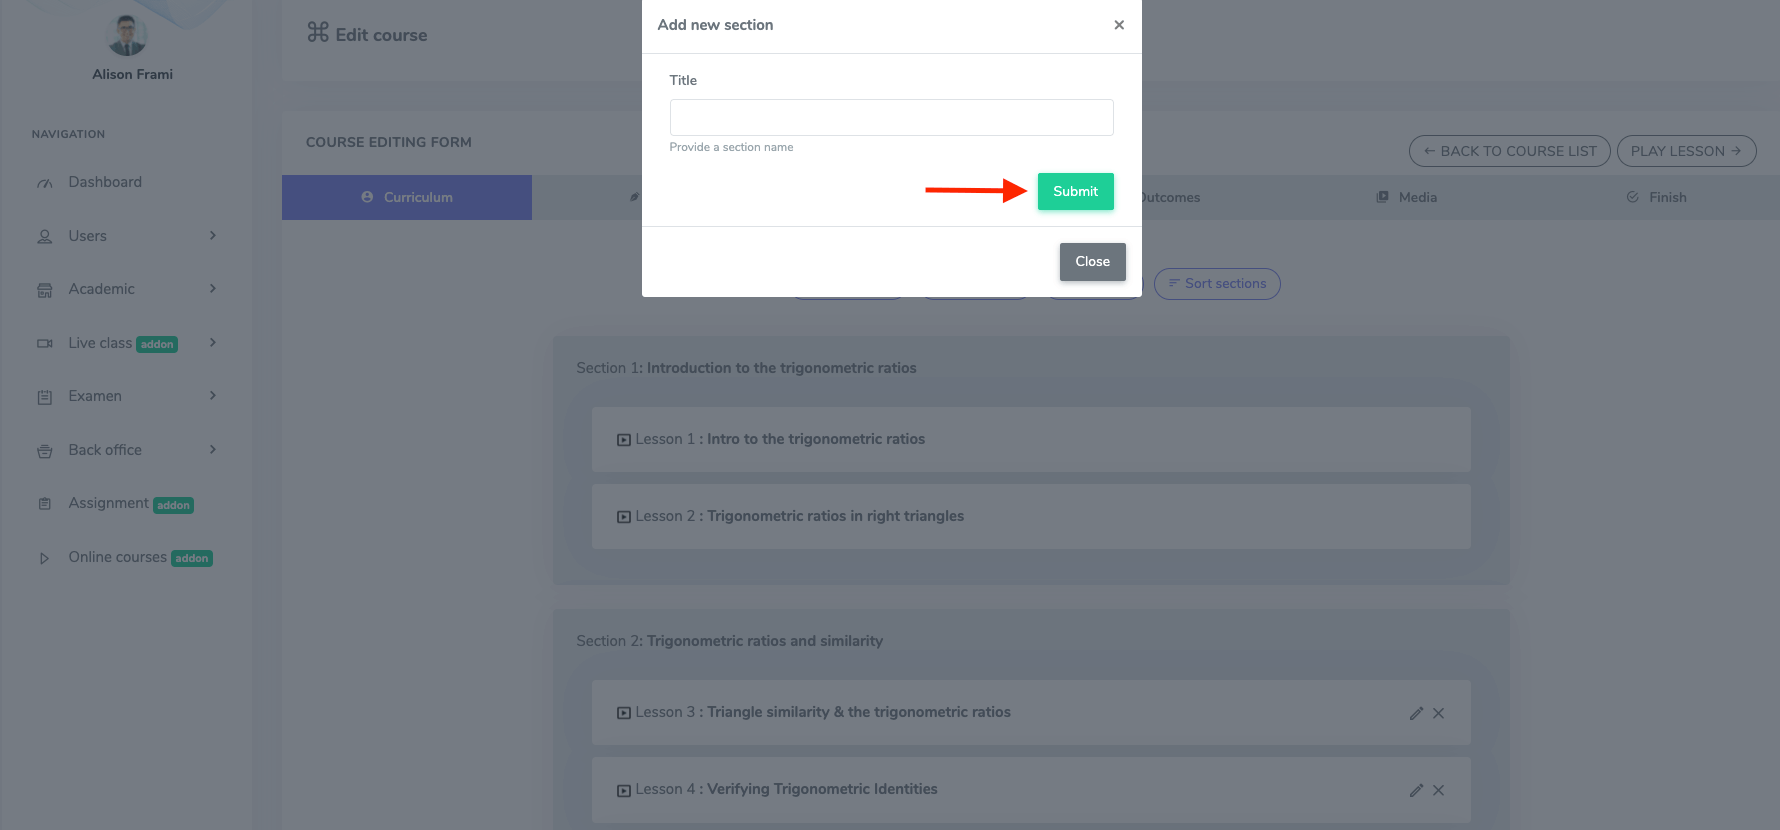 Alison Frami
NAVIGATION
Dashboard
Users
Academic
Live class addon
Examen
Back office
Assignment addon
Online courses addon
Edit course
COURSE EDITING FORM
← BACK TO COURSE LIST
PLAY LESSON →
Curriculum
Outcomes
Media
Finish
Add new section
×
Title
Provide a section name
Submit
Close
Sort sections
Section 1: Introduction to the trigonometric ratios
Lesson 1 : Intro to the trigonometric ratios
Lesson 2 : Trigonometric ratios in right triangles
Section 2: Trigonometric ratios and similarity
Lesson 3 : Triangle similarity & the trigonometric ratios
Lesson 4 : Verifying Trigonometric Identities